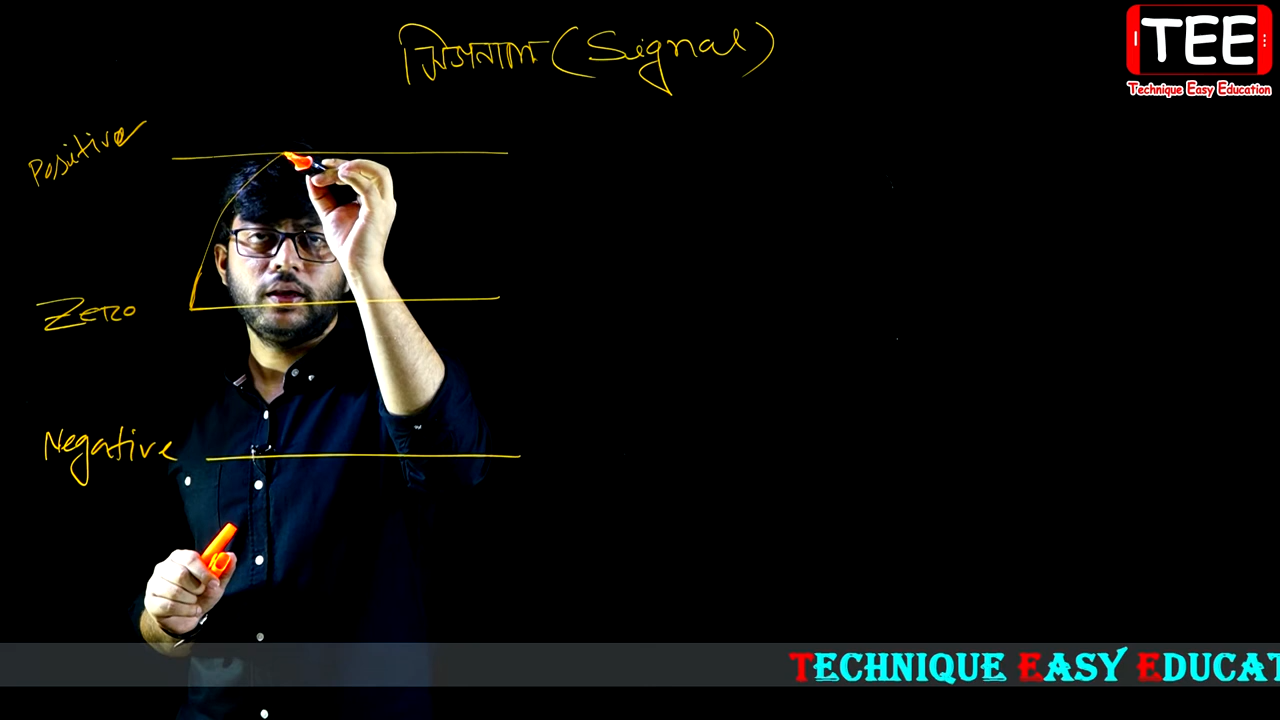 সিগনাল (Signal)
TEE
Technique Easy Education
Positive
Zero
Negative
TECHNIQUE EASY EDUCAT